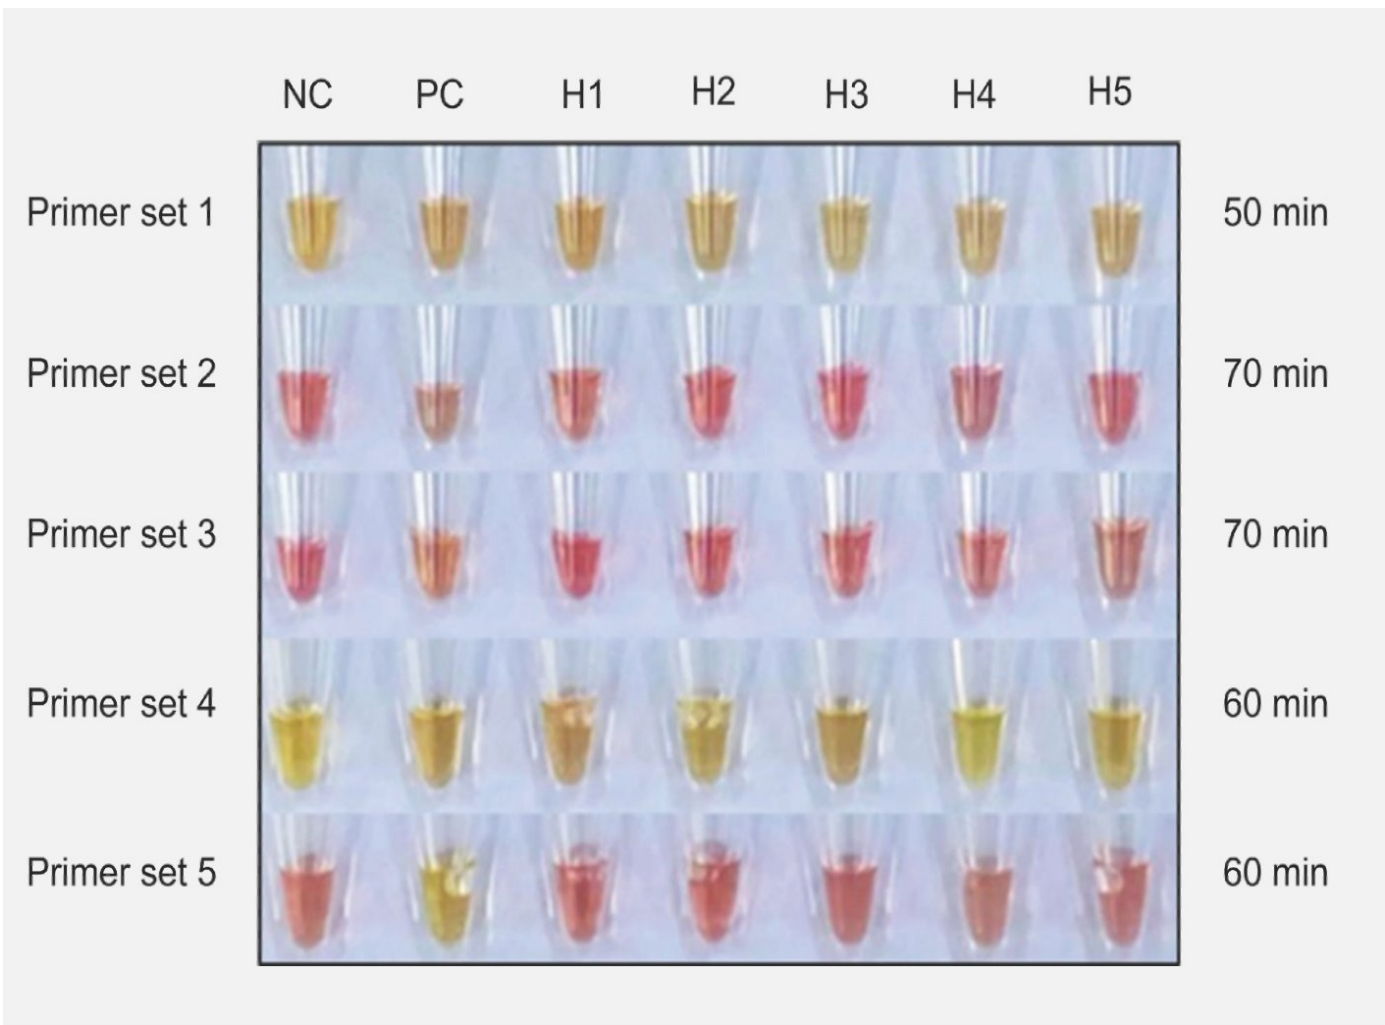 NC PC H1 H2 H3 H4 H5
Primer set 1 50 min
Primer set 2 70 min
Primer set 3 70 min
Primer set 4 60 min
Primer set 5 60 min